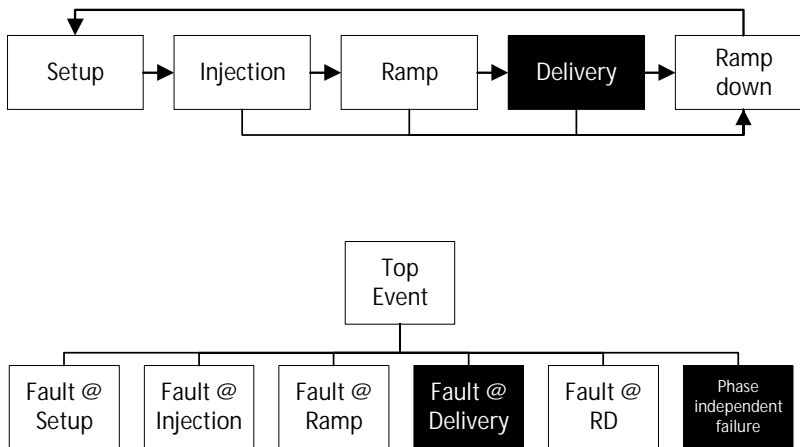 Setup
Injection
Ramp
Delivery
Ramp
down
Top
Event
Fault @
Setup
Fault @
Injection
Fault @
Ramp
Fault @
Delivery
Fault @
RD
Phase
independent
failure